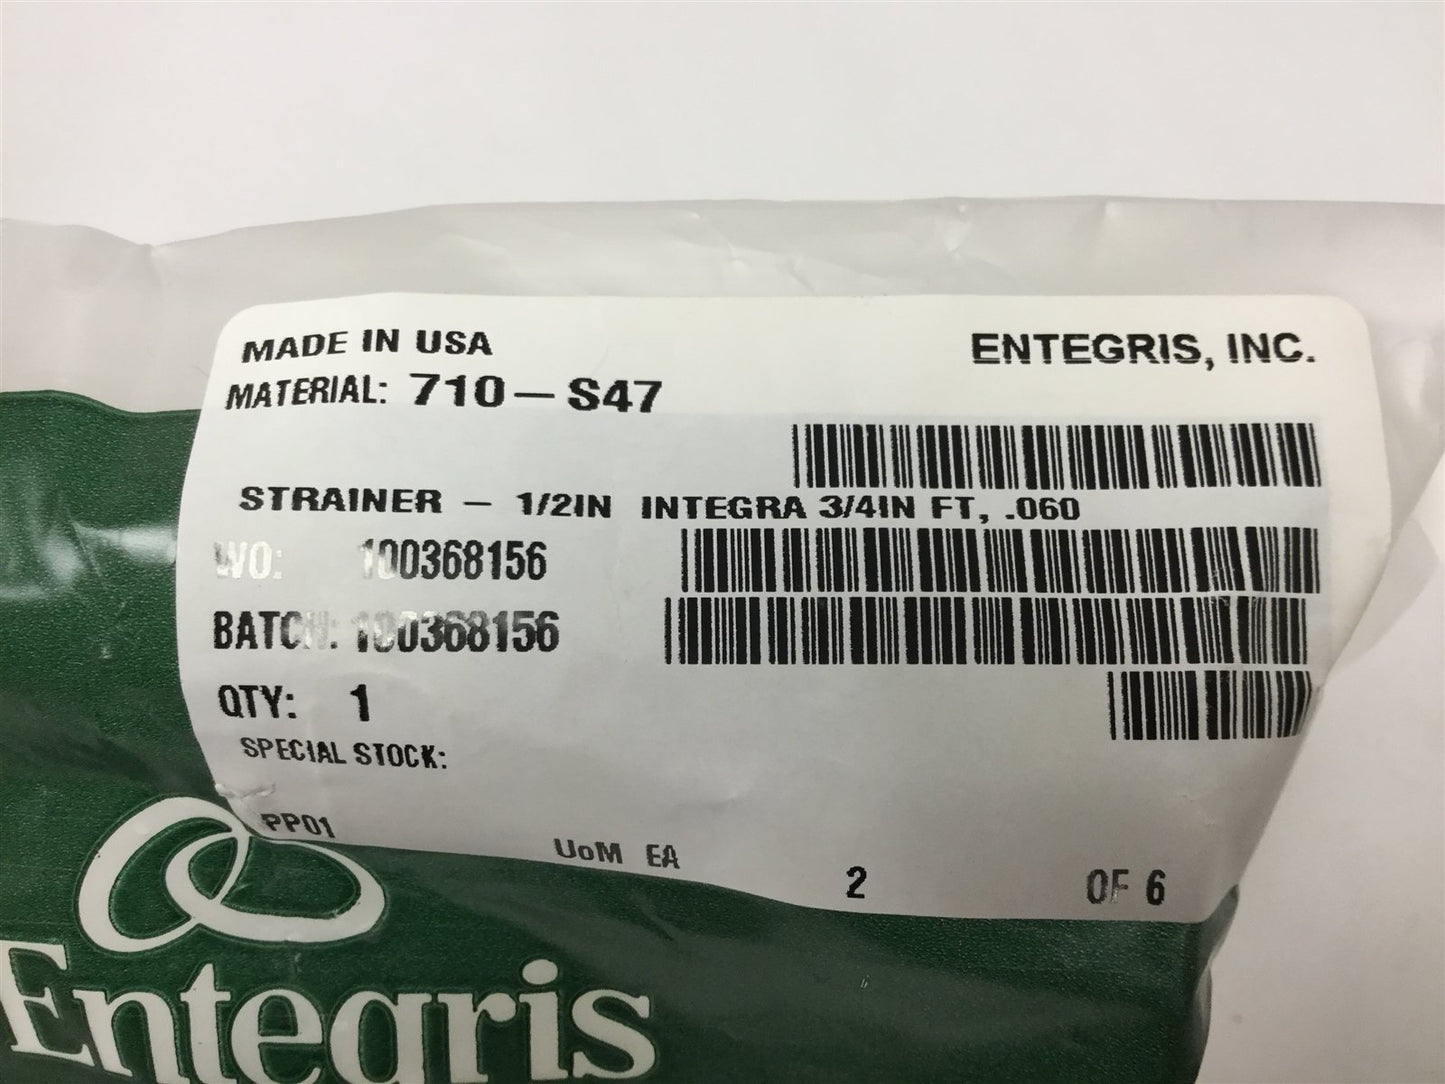 MADE IN USA
ENTEGRIS, INC.
MATERIAL: 710-S47
STRAINER - 1/2IN INTEGRA 3/4IN FT, .060
WO: 100368156
BATCH: 100368156
QTY: 1
SPECIAL STOCK:
PP01
UoM EA
2 OF 6
Entegris